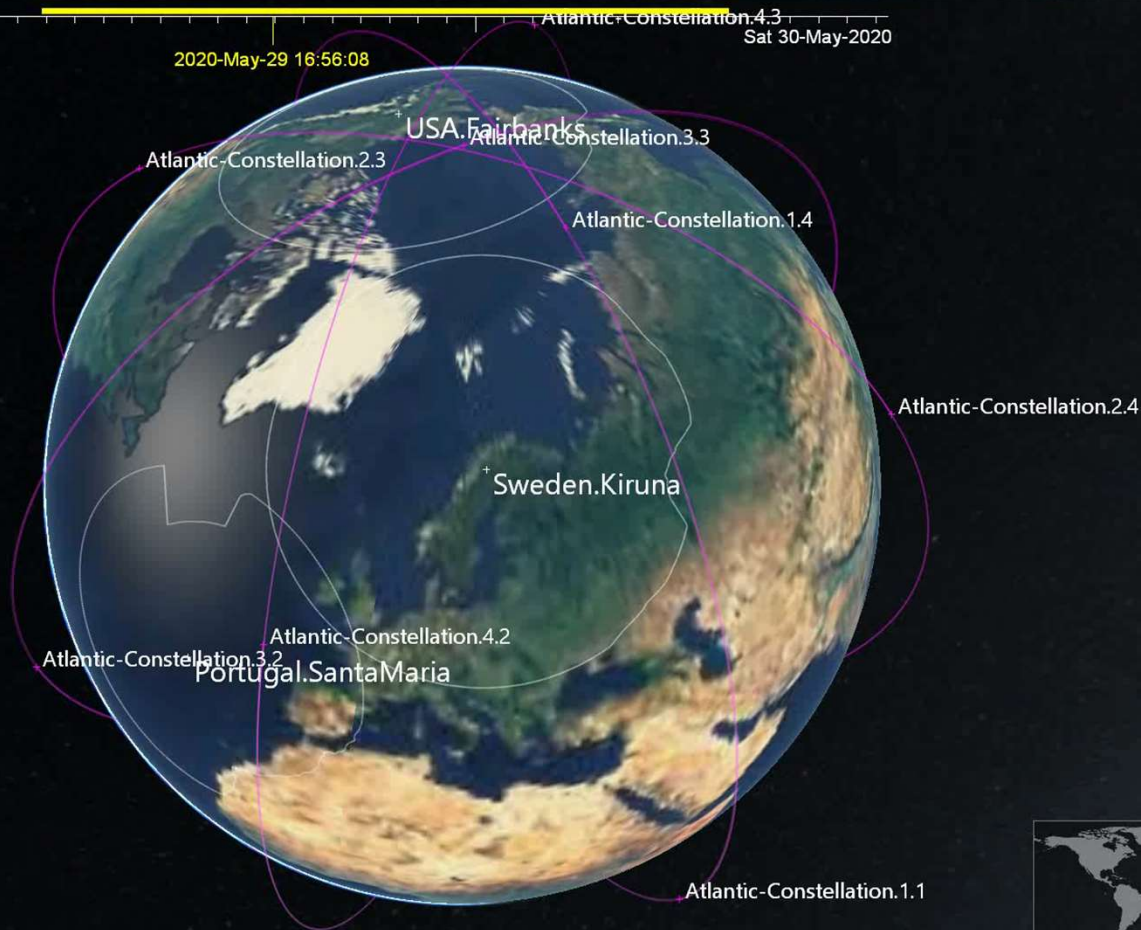 Atlantic-Constellation.4.3
Sat 30-May-2020
2020-May-29 16:56:08
USA.Fairbanks
Atlantic-Constellation.3.3
Atlantic-Constellation.2.3
Atlantic-Constellation.1.4
Atlantic-Constellation.2.4
Sweden.Kiruna
Atlantic-Constellation.4.2
Atlantic-Constellation.3.2
Portugal.SantaMaria
Atlantic-Constellation.1.1